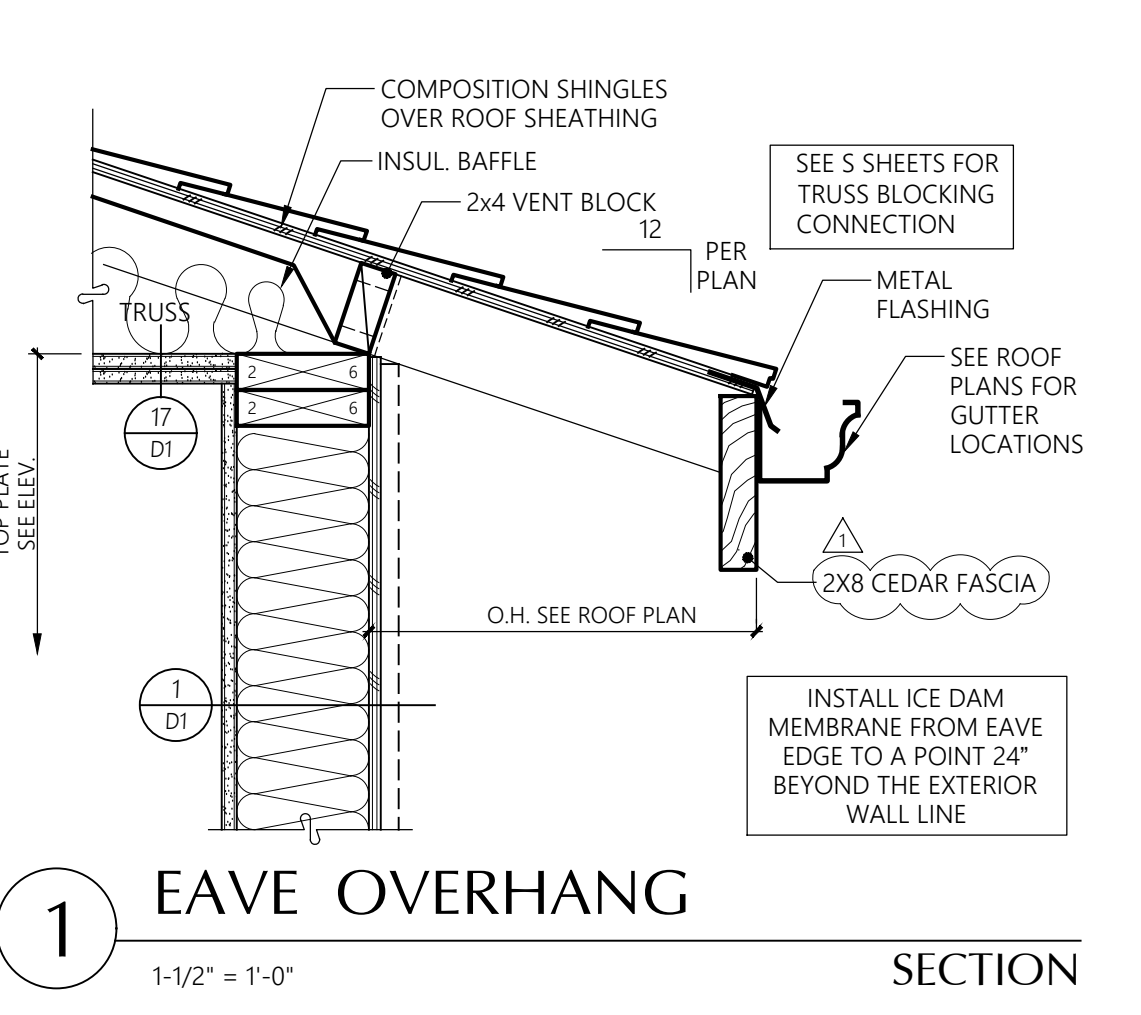 COMPOSITION SHINGLES
OVER ROOF SHEATHING
INSUL. BAFFLE
2x4 VENT BLOCK
12
PER
PLAN
SEE S SHEETS FOR
TRUSS BLOCKING
CONNECTION
METAL
FLASHING
SEE ROOF
PLANS FOR
GUTTER
LOCATIONS
TRUSS
2 6
2 6
17
D1
TOP PLATE
SEE ELEV.
1
2X8 CEDAR FASCIA
O.H. SEE ROOF PLAN
1
D1
INSTALL ICE DAM
MEMBRANE FROM EAVE
EDGE TO A POINT 24”
BEYOND THE EXTERIOR
WALL LINE
1
EAVE OVERHANG
1-1/2" = 1'-0"
SECTION